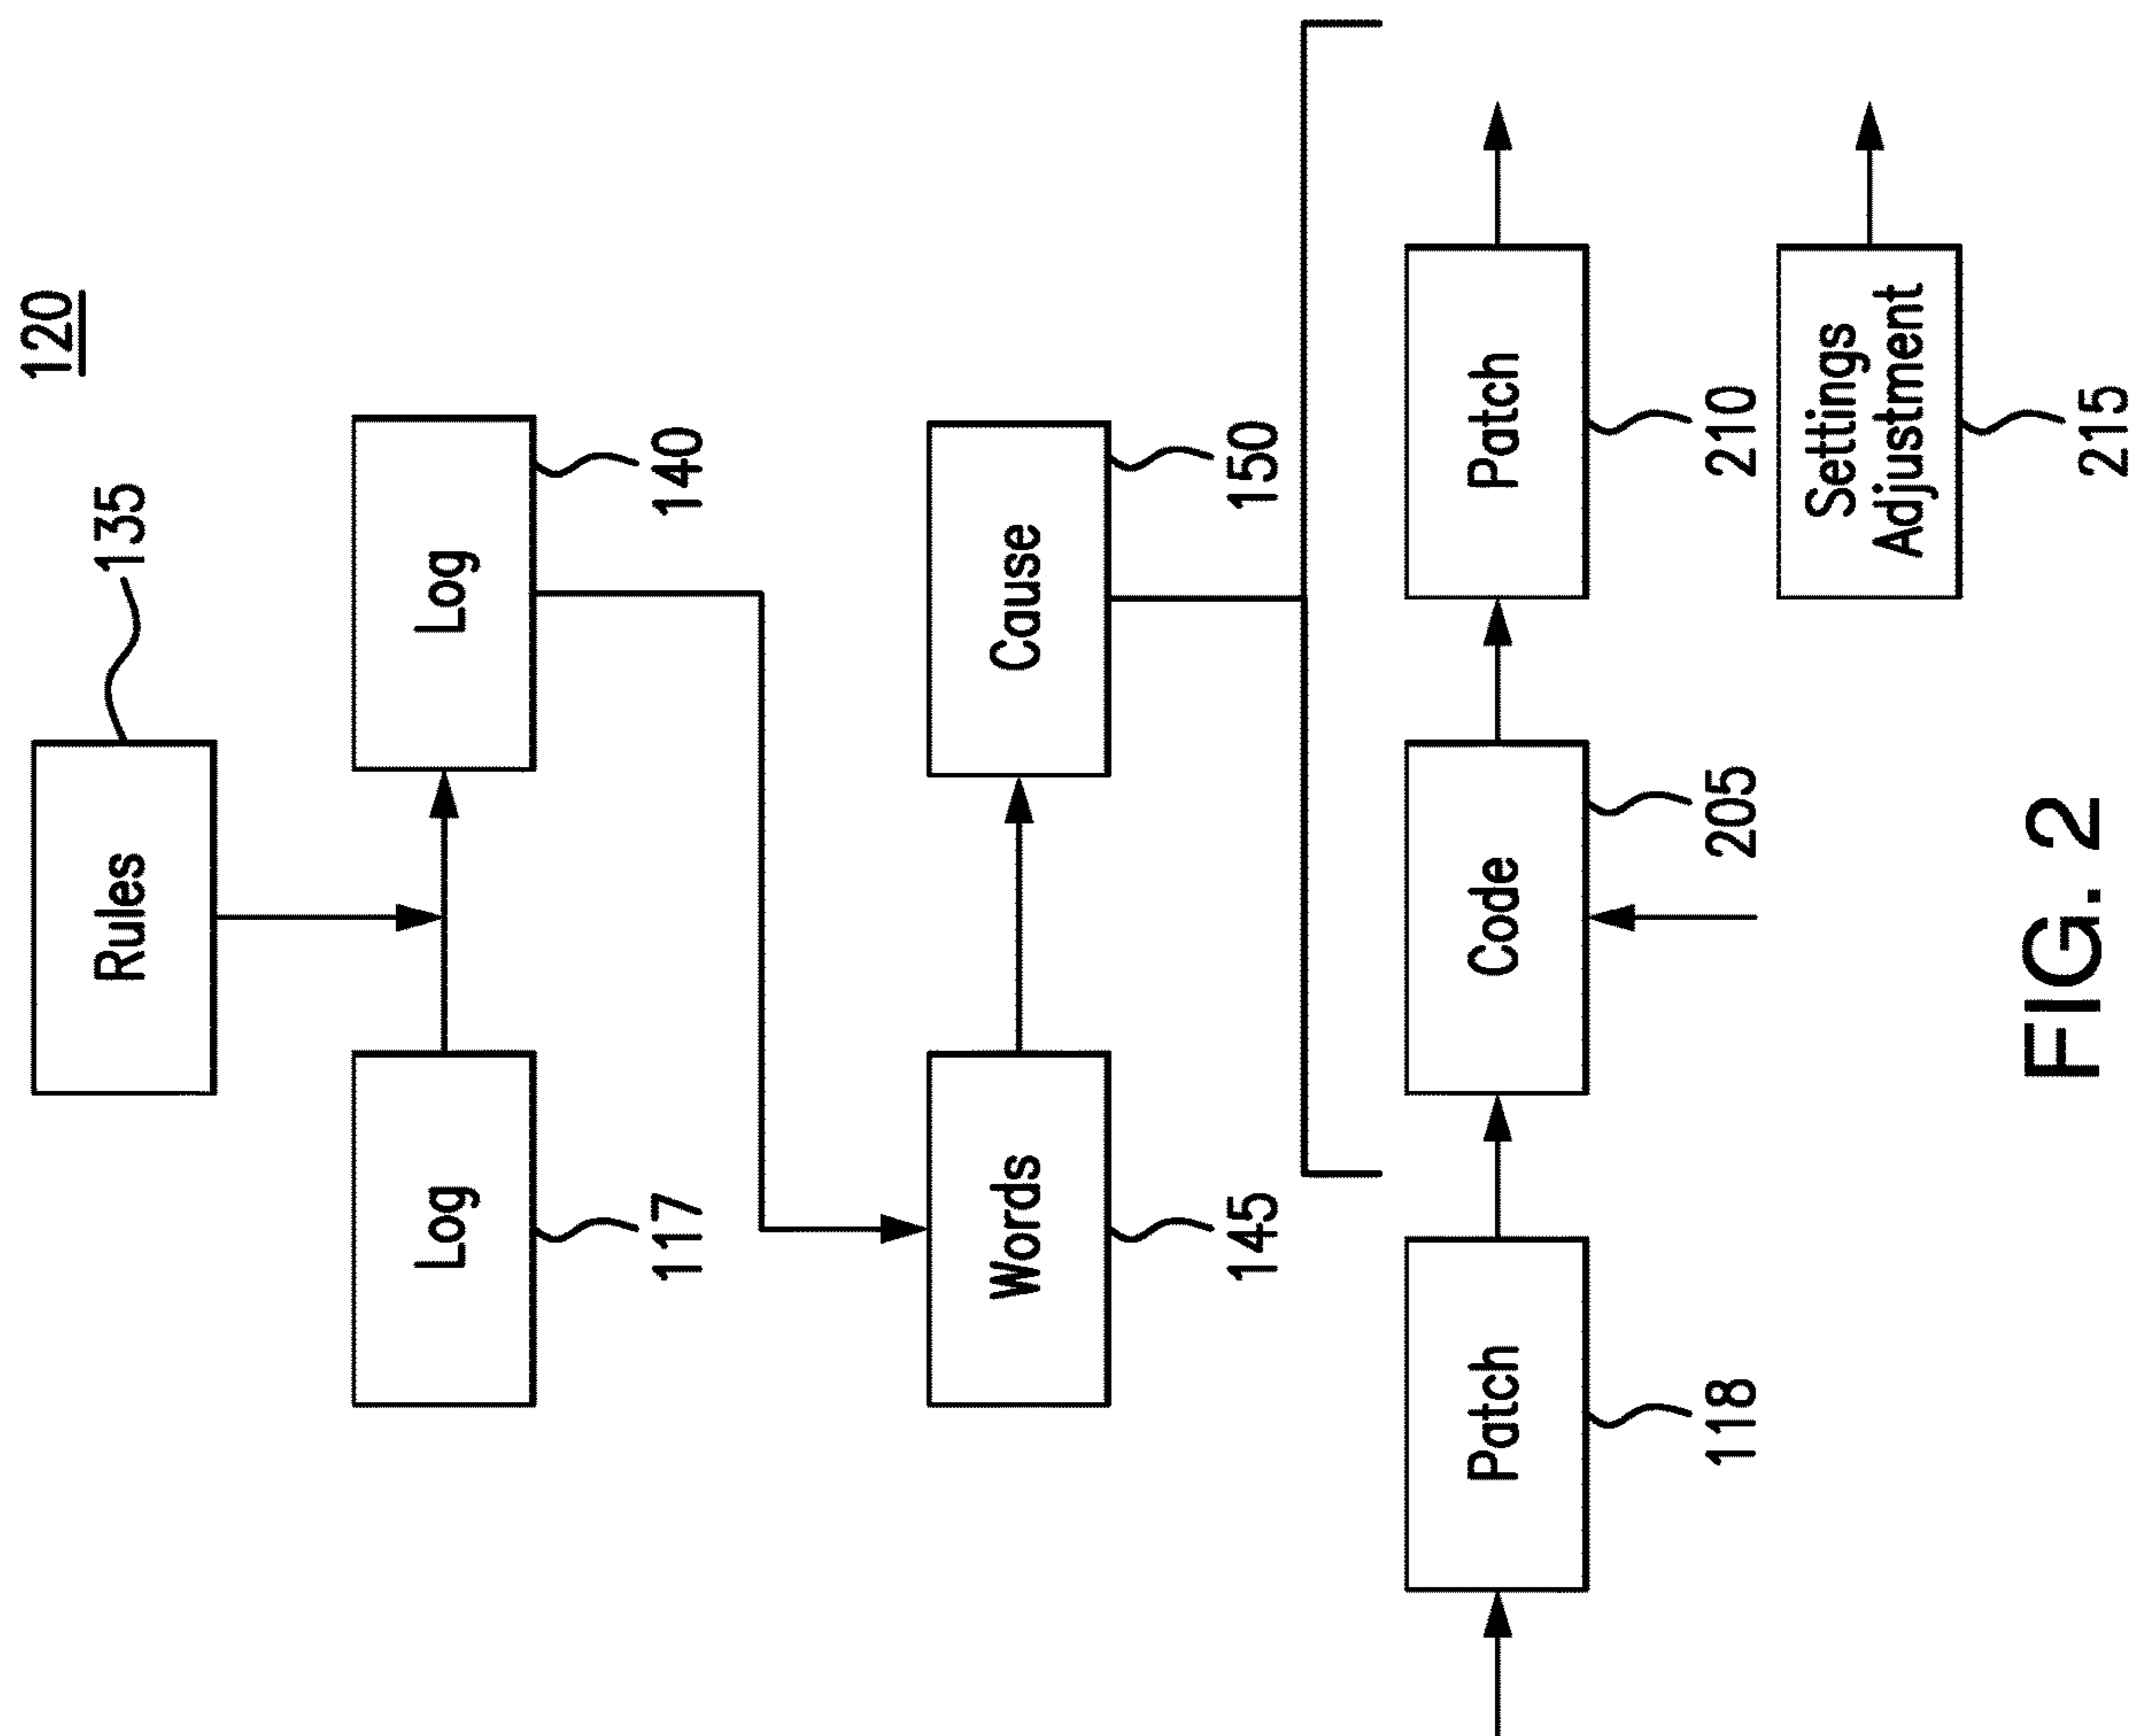 120
Rules
135
Log
117
Log
140
Words
145
Cause
150
Patch
118
Code
205
Patch
210
Settings
Adjustment
215
FIG. 2